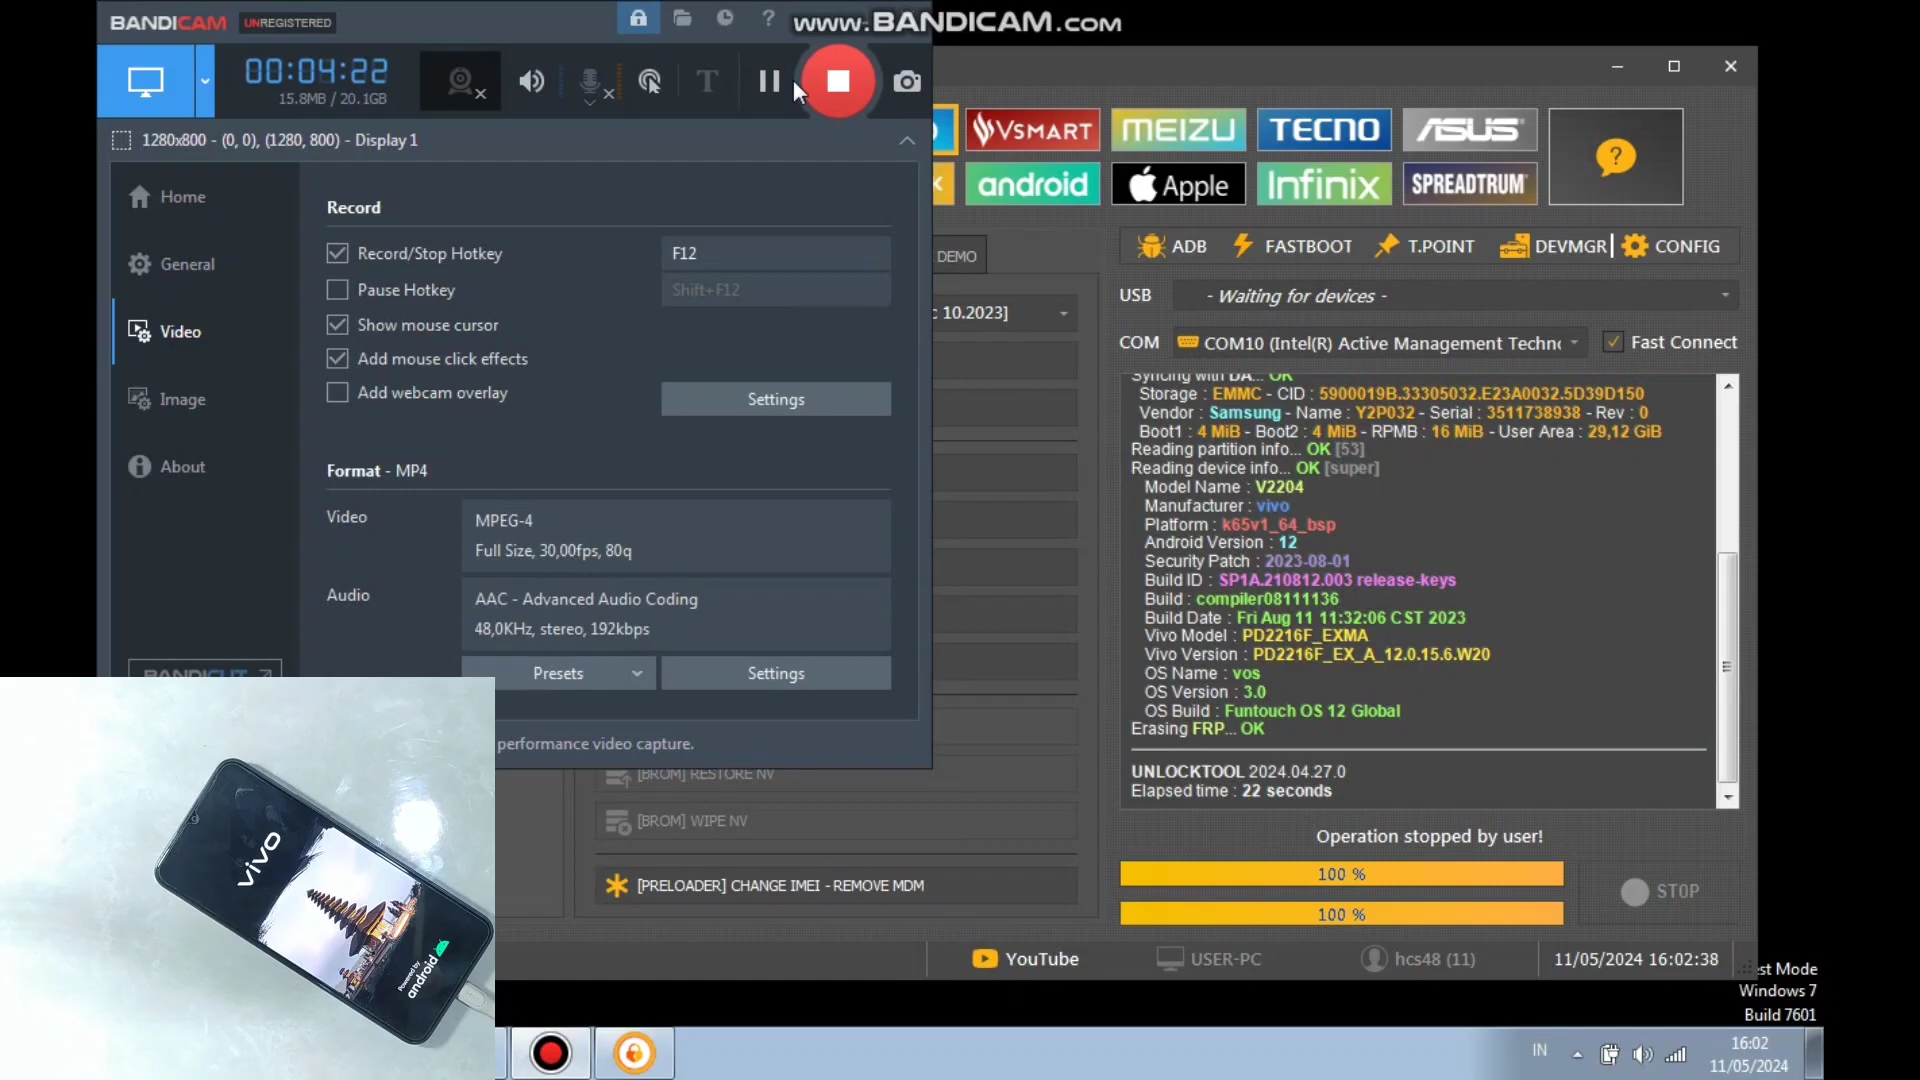 BANDICAM UNREGISTERED
www.BANDICAM.COM
00:04:22
15.8MB / 20.1GB
T
1280x800 - (0, 0), (1280, 800) - Display 1
Home
General
Video
Image
About
Record
Record/Stop Hotkey F12
Pause Hotkey Shift+F12
Show mouse cursor
Add mouse click effects
Add webcam overlay Settings
Format - MP4
Video MPEG-4
Full Size, 30,00fps, 80q
Audio AAC - Advanced Audio Coding
48,0KHz, stereo, 192kbps
BANDICUT
Presets Settings
performance video capture.
VSMART MEIZU TECNO ASUS
android Apple Infinix SPREADTRUM
?
DEMO
ADB FASTBOOT T.POINT DEVMGR CONFIG
c 10.2023]
USB - Waiting for devices -
COM COM10 (Intel(R) Active Management Techno Fast Connect
Syncing with DA... OK
Storage : EMMC - CID : 5900019B.33305032.E23A0032.5D39D150
Vendor : Samsung - Name : Y2P032 - Serial : 3511738938 - Rev : 0
Boot1 : 4 MiB - Boot2 : 4 MiB - RPMB : 16 MiB - User Area : 29,12 GiB
Reading partition info... OK [53]
Reading device info... OK [super]
Model Name : V2204
Manufacturer : vivo
Platform : k65v1_64_bsp
Android Version : 12
Security Patch : 2023-08-01
Build ID : SP1A.210812.003 release-keys
Build : compiler08111136
Build Date : Fri Aug 11 11:32:06 CST 2023
Vivo Model : PD2216F_EXMA
Vivo Version : PD2216F_EX_A_12.0.15.6.W20
OS Name : vos
OS Version : 3.0
OS Build : Funtouch OS 12 Global
Erasing FRP... OK
UNLOCKTOOL 2024.04.27.0
Elapsed time : 22 seconds
[BROM] RESTORE NV
[BROM] WIPE NV
[PRELOADER] CHANGE IMEI - REMOVE MDM
Operation stopped by user!
100 %
100 %
STOP
YouTube USER-PC hcs48 (11) 11/05/2024 16:02:38
vivo
Powered by
android
st Mode
Windows 7
Build 7601
IN
16:02
11/05/2024